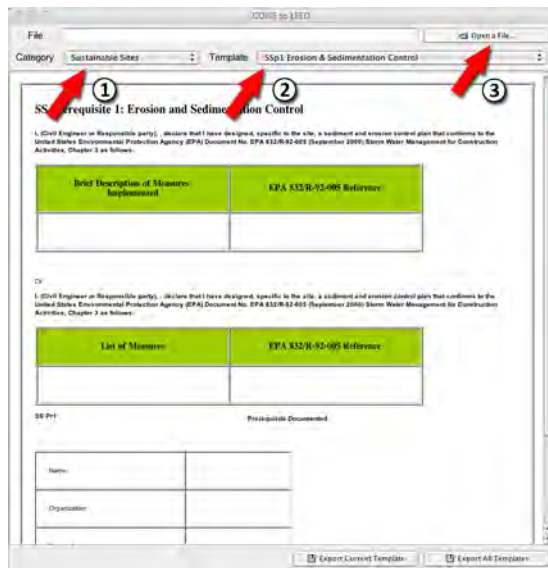 COBie to LEED
File
Open a File...
Category Sustainable Sites Template SSp1 Erosion & Sedimentation Control
① ② ③
SS Prerequisite 1: Erosion and Sedimentation Control
I, (Civil Engineer or Responsible party), , declare that I have designed, specific to the site, a sediment and erosion control plan that conforms to the
United States Environmental Protection Agency (EPA) Document No. EPA 832/R-92-005 (September 2000) Storm Water Management for Construction
Activities, Chapter 3 as follows:
Brief Description of Measures EPA 832/R-92-005 Reference
Implemented
Or
I, (Civil Engineer or Responsible party), , declare that I have designed, specific to the site, a sediment and erosion control plan that conforms to the
United States Environmental Protection Agency (EPA) Document No. EPA 832/R-92-005 (September 2000) Storm Water Management for Construction
Activities, Chapter 3 as follows:
List of Measures EPA 832/R-92-005 Reference
Prerequisite Documented
Name:
Organization:
Export Current Template Export All Templates